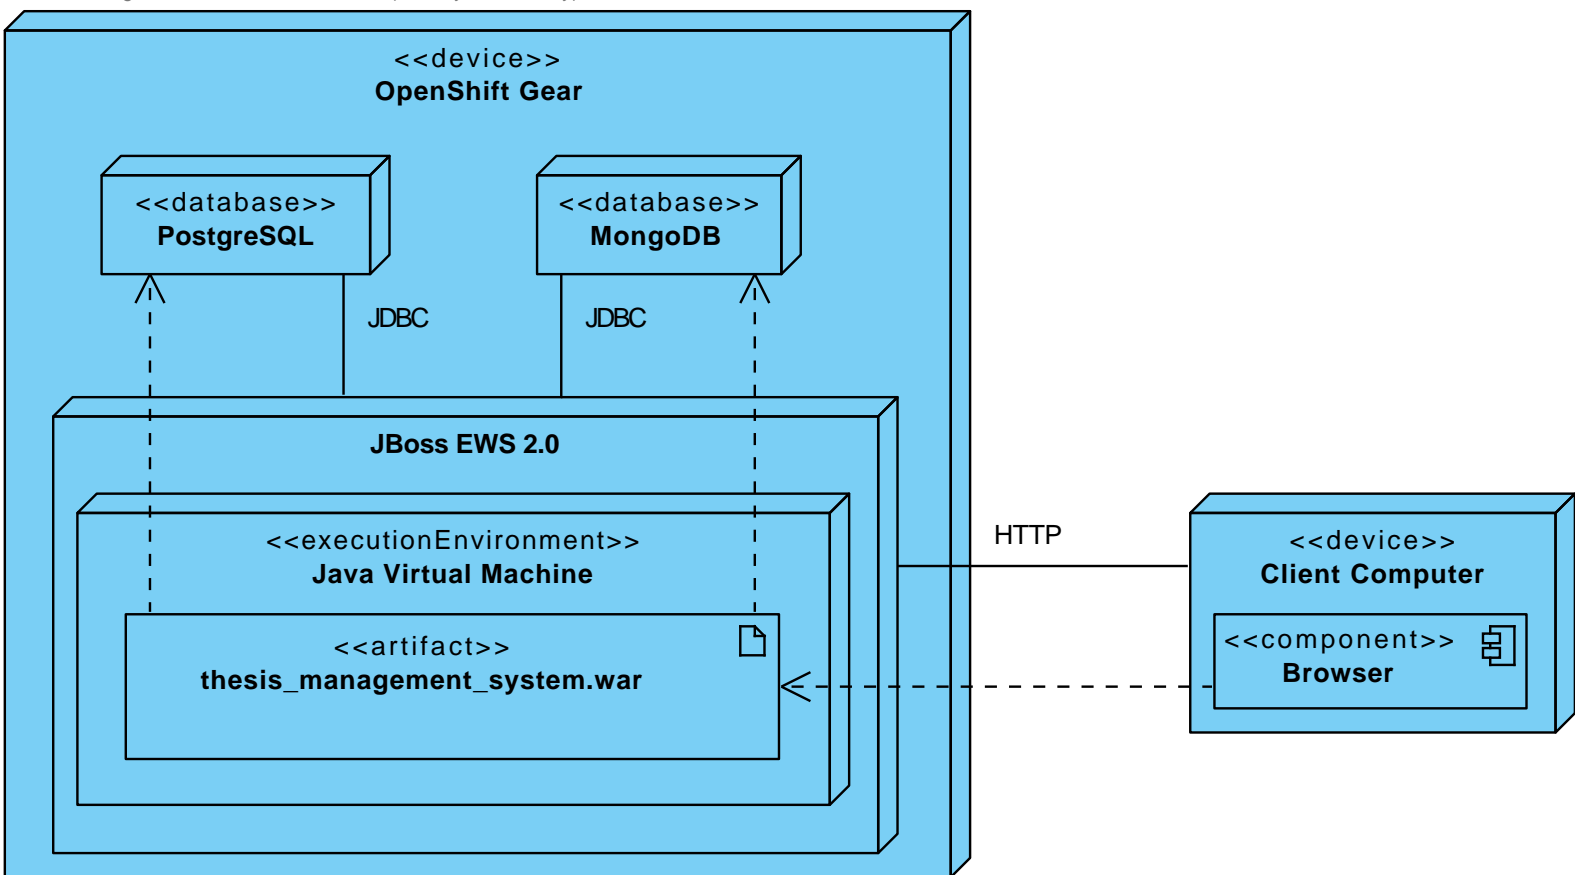 <<device>>
OpenShift Gear
<<database>>
PostgreSQL
<<database>>
MongoDB
JDBC
JDBC
JBoss EWS 2.0
<<executionEnvironment>>
Java Virtual Machine
<<artifact>>
thesis_management_system.war
HTTP
<<device>>
Client Computer
<<component>>
Browser